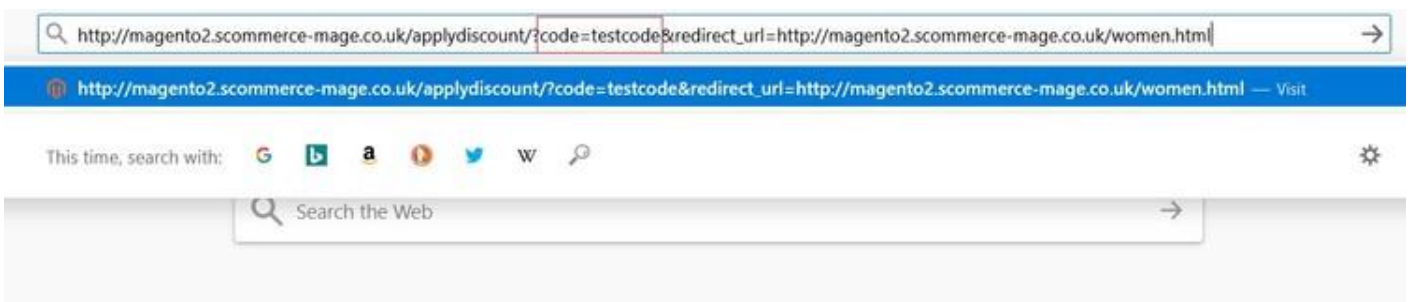 http://magento2.scommerce-mage.co.uk/applydiscount/?code=testcode&redirect_url=http://magento2.scommerce-mage.co.uk/women.html
http://magento2.scommerce-mage.co.uk/applydiscount/?code=testcode&redirect_url=http://magento2.scommerce-mage.co.uk/women.html — Visit
This time, search with:
Search the Web